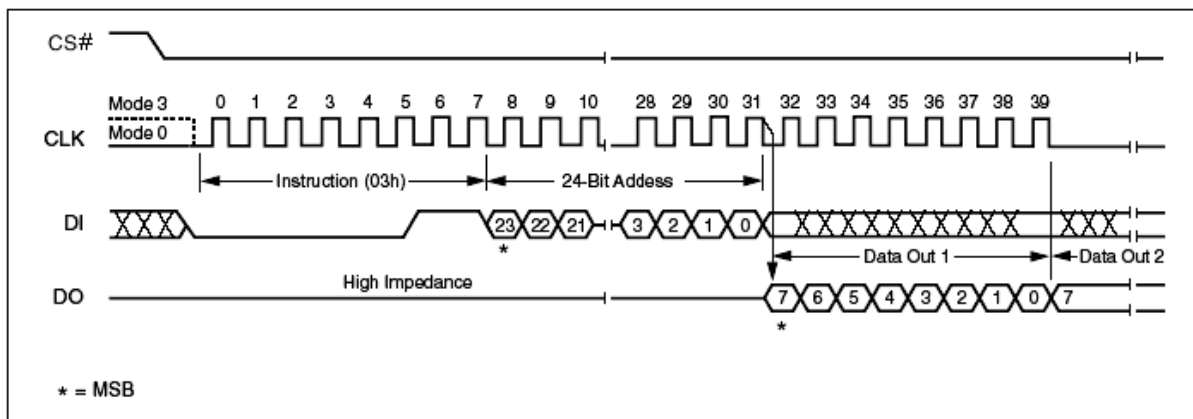 CS#
Mode 3
0 1 2 3 4 5 6 7 8 9 10 28 29 30 31 32 33 34 35 36 37 38 39
Mode 0
CLK
Instruction (03h) 24-Bit Addess
DI
23 22 21 3 2 1 0
*
Data Out 1 Data Out 2
High Impedance
DO
7 6 5 4 3 2 1 0 7
*
* = MSB